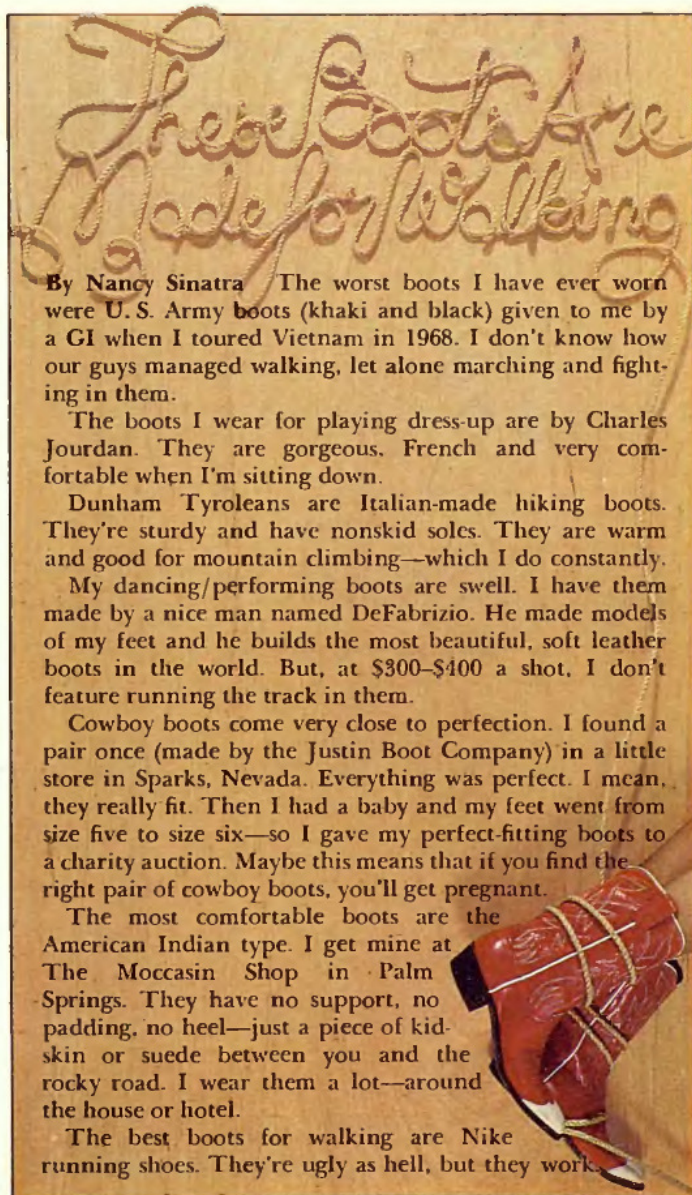 These Boots Are
Made for Walking
By Nancy Sinatra The worst boots I have ever worn
were U.S. Army boots (khaki and black) given to me by
a GI when I toured Vietnam in 1968. I don't know how
our guys managed walking, let alone marching and fight-
ing in them.
The boots I wear for playing dress-up are by Charles
Jourdan. They are gorgeous, French and very com-
fortable when I'm sitting down.
Dunham Tyroleans are Italian-made hiking boots.
They're sturdy and have nonskid soles. They are warm
and good for mountain climbing—which I do constantly.
My dancing/performing boots are swell. I have them
made by a nice man named DeFabrizio. He made models
of my feet and he builds the most beautiful, soft leather
boots in the world. But, at $300–$400 a shot, I don't
feature running the track in them.
Cowboy boots come very close to perfection. I found a
pair once (made by the Justin Boot Company) in a little
store in Sparks, Nevada. Everything was perfect. I mean,
they really fit. Then I had a baby and my feet went from
size five to size six—so I gave my perfect-fitting boots to
a charity auction. Maybe this means that if you find the
right pair of cowboy boots, you'll get pregnant.
The most comfortable boots are the
American Indian type. I get mine at
The Moccasin Shop in Palm
Springs. They have no support, no
padding, no heel—just a piece of kid-
skin or suede between you and the
rocky road. I wear them a lot—around
the house or hotel.
The best boots for walking are Nike
running shoes. They're ugly as hell, but they work.